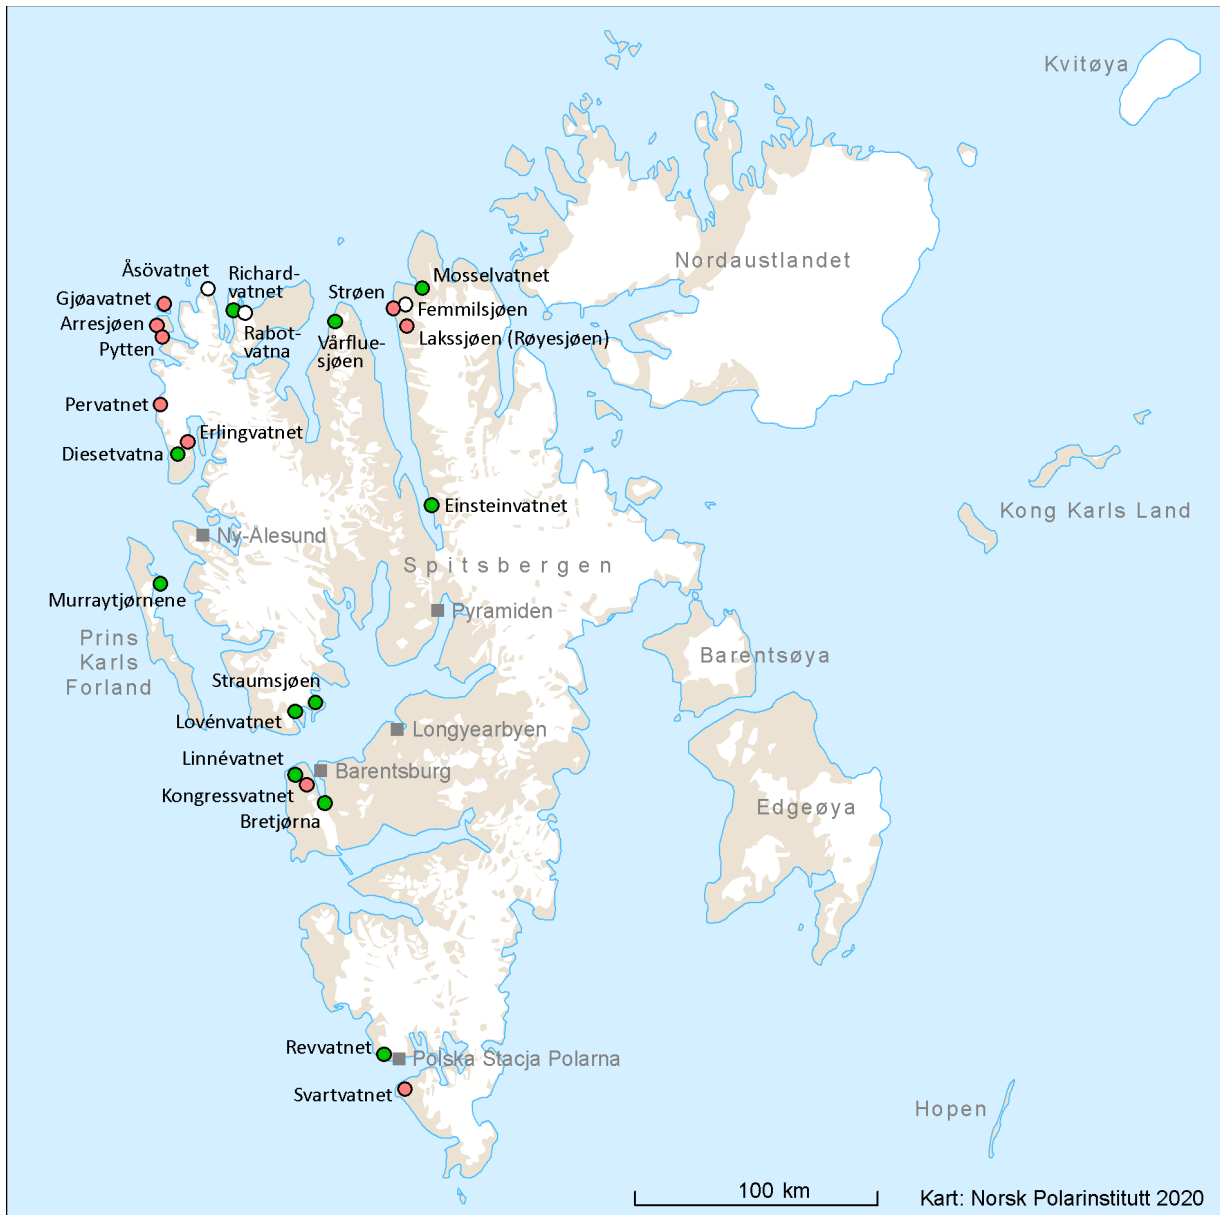 Kvitøya
Nordaustlandet
Åsövatnet
Richard-
vatnet
Mosselvatnet
Gjøavatnet
Strøen
Femmilsjøen
Arresjøen
Rabot-
vatna
Vårflue-
sjøen
Lakssjøen (Røyesjøen)
Pytten
Pervatnet
Erlingvatnet
Diesetvatna
Einsteinvatnet
Kong Karls Land
Ny-Ålesund
Spitsbergen
Murraytjørnene
Pyramiden
Prins
Karls
Forland
Barentsøya
Straumsjøen
Lovénvatnet
Longyearbyen
Linnévatnet
Barentsburg
Kongressvatnet
Bretjørna
Edgeøya
Revvatnet
Polska Stacja Polarna
Svartvatnet
Hopen
100 km
Kart: Norsk Polarinstitutt 2020